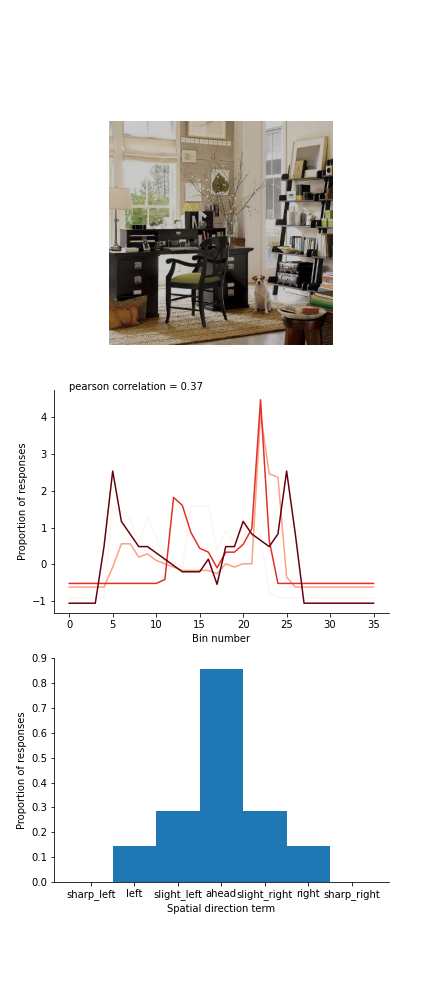 pearson correlation = 0.37
4
3
2
1
0
−1
Proportion of responses
0 5 10 15 20 25 30 35
Bin number
0.9
0.8
0.7
0.6
0.5
0.4
0.3
0.2
0.1
0.0
Proportion of responses
sharp_left left slight_left ahead slight_right right sharp_right
Spatial direction term